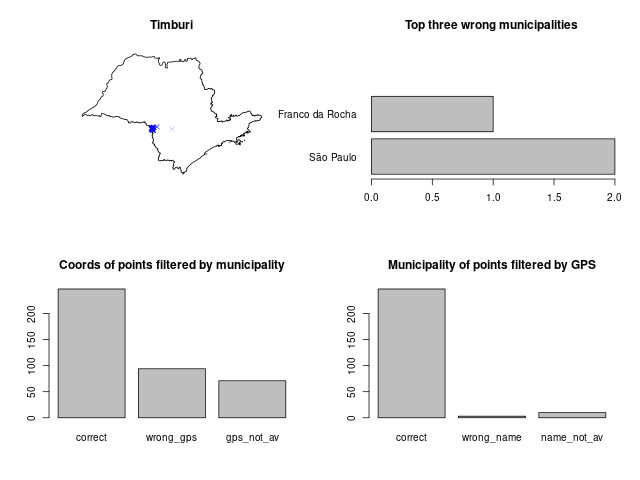 Timburi
Top three wrong municipalities
Franco da Rocha
São Paulo
0.0 0.5 1.0 1.5 2.0
Coords of points filtered by municipality
0 50 100 150 200
correct wrong_gps gps_not_av
Municipality of points filtered by GPS
0 50 100 150 200
correct wrong_name name_not_av